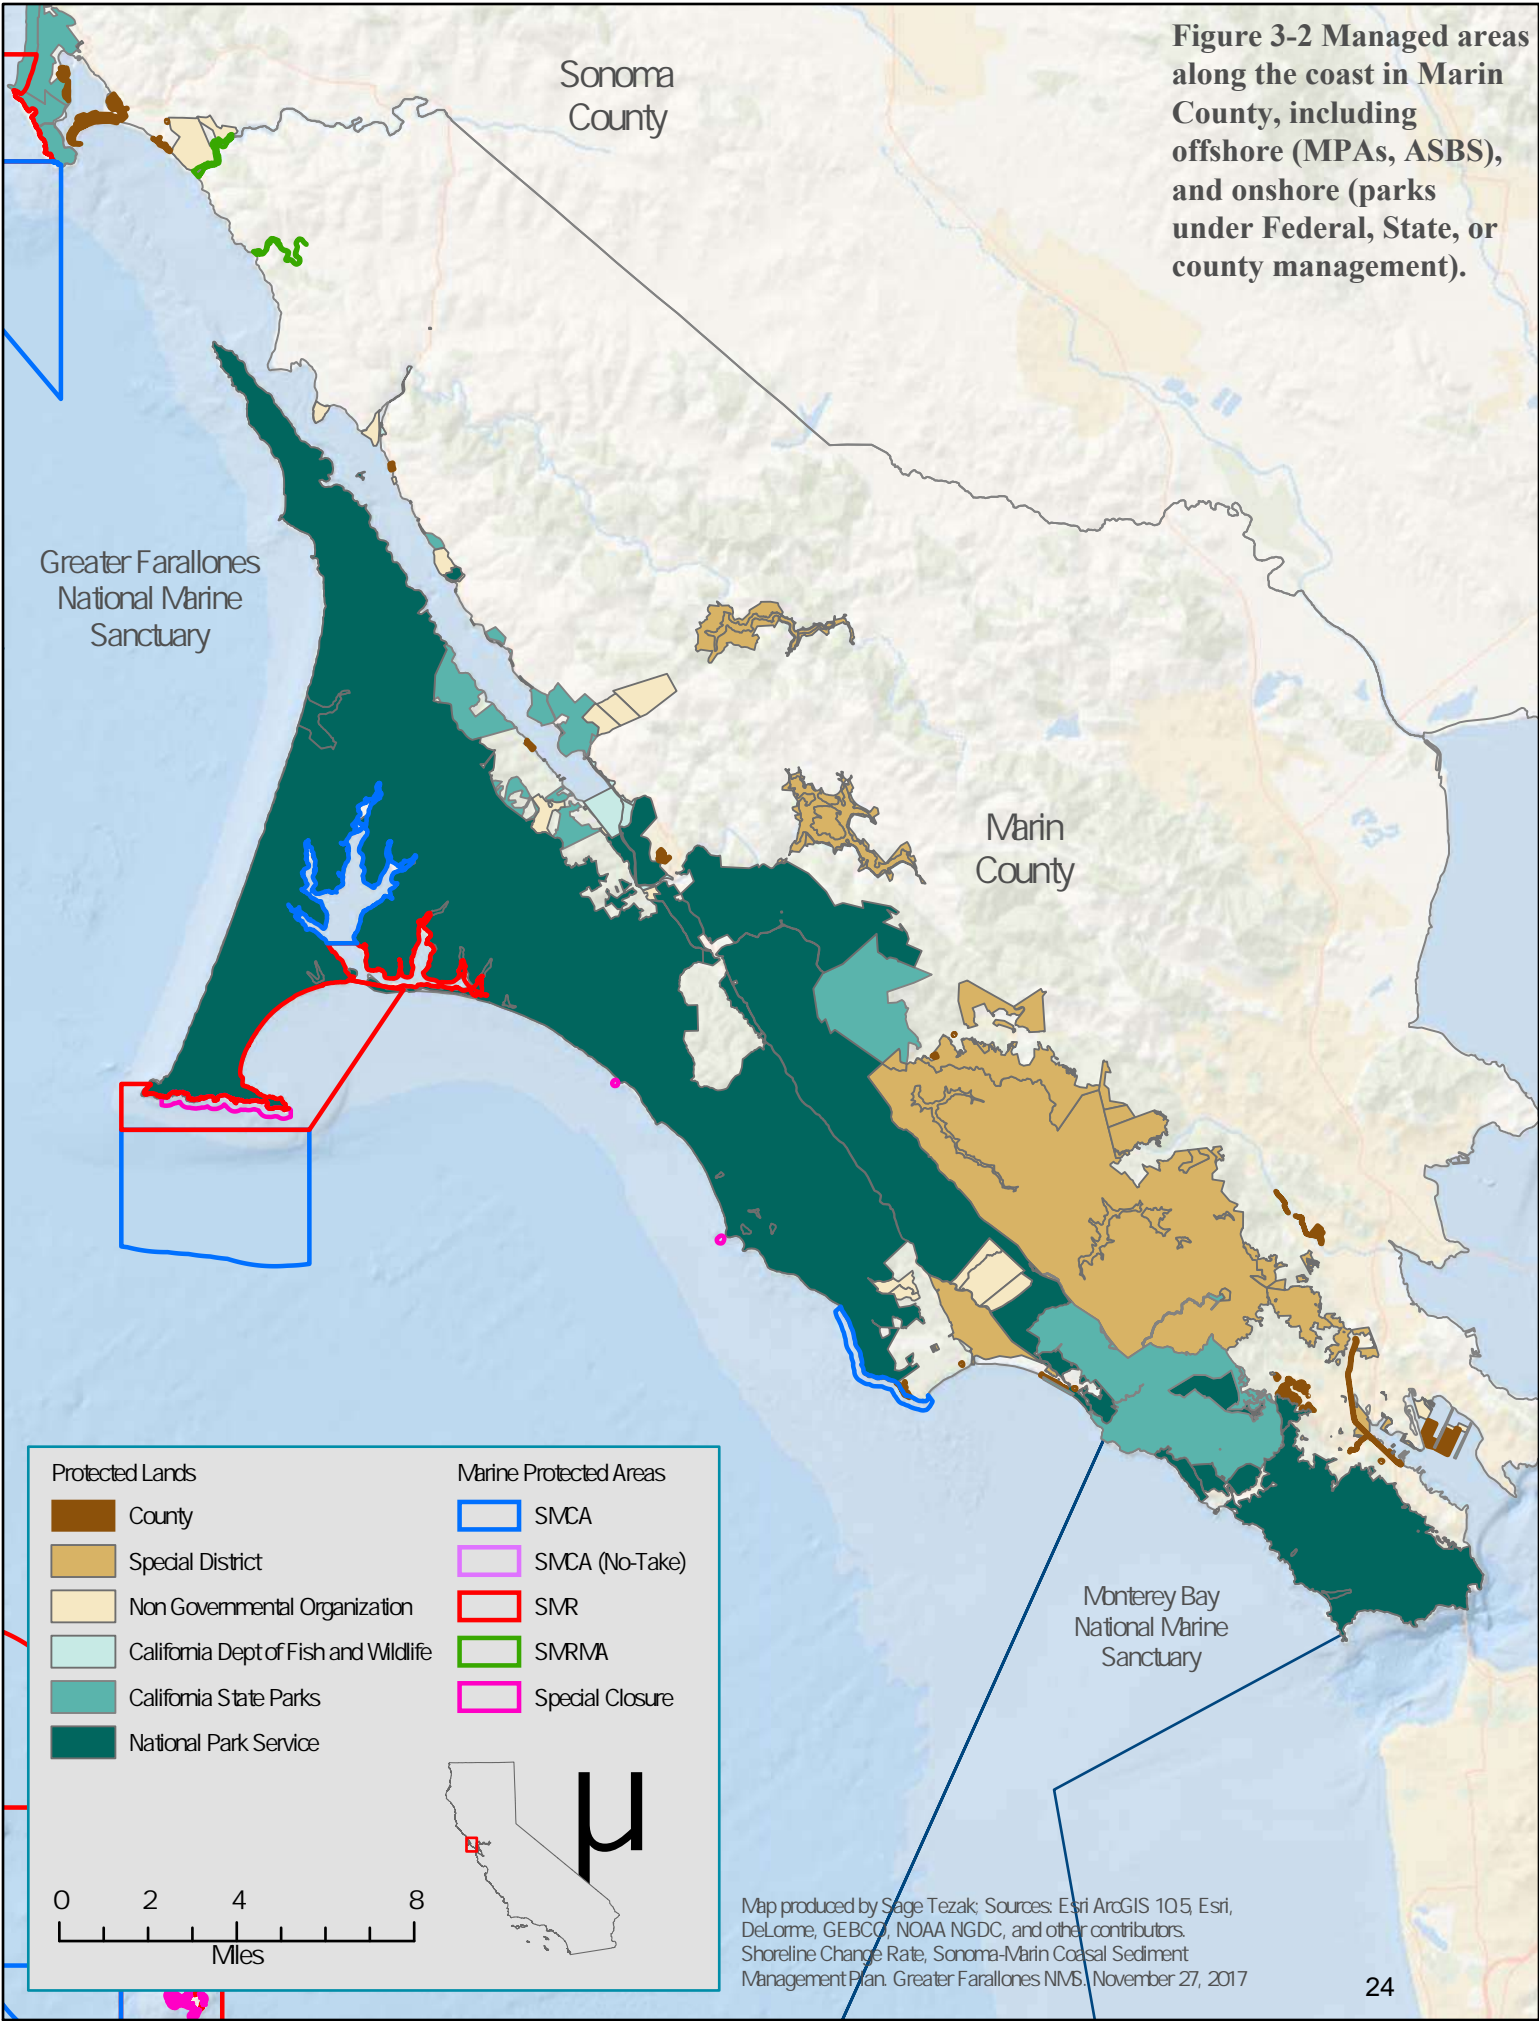 Figure 3-2 Managed areas
along the coast in Marin
County, including
offshore (MPAs, ASBS),
and onshore (parks
under Federal, State, or
county management).
Sonoma
County
Greater Farallones
National Marine
Sanctuary
Marin
County
Monterey Bay
National Marine
Sanctuary
Protected Lands
County
Special District
Non Governmental Organization
California Dept of Fish and Wildlife
California State Parks
National Park Service
Marine Protected Areas
SMCA
SMCA (No-Take)
SMR
SMRMA
Special Closure
µ
0 2 4 8
Miles
Map produced by Sage Tezak; Sources: Esri ArcGIS 10.5, Esri,
DeLorme, GEBCO, NOAA NGDC, and other contributors.
Shoreline Change Rate, Sonoma-Marin Coasal Sediment
Management Plan. Greater Farallones NMS. November 27, 2017
24